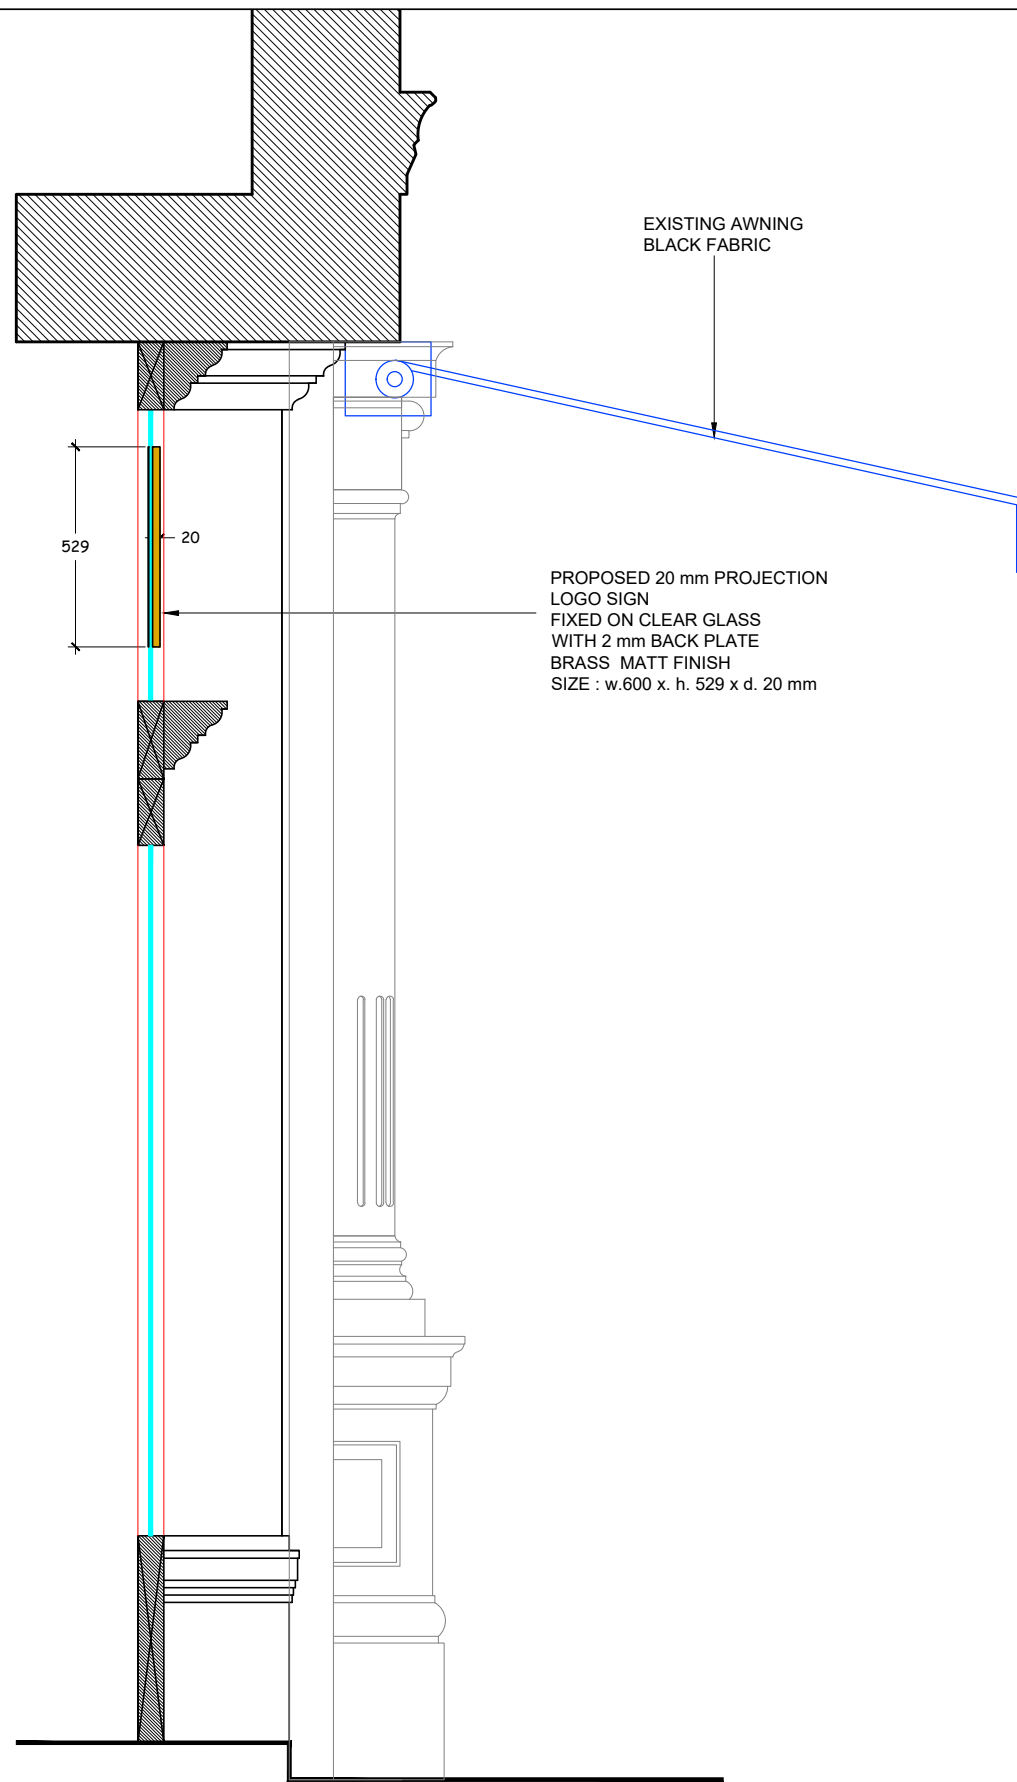 EXISTING AWNING
BLACK FABRIC
529
20
PROPOSED 20 mm PROJECTION
LOGO SIGN
FIXED ON CLEAR GLASS
WITH 2 mm BACK PLATE
BRASS  MATT FINISH
SIZE : w.600 x. h. 529 x d. 20 mm